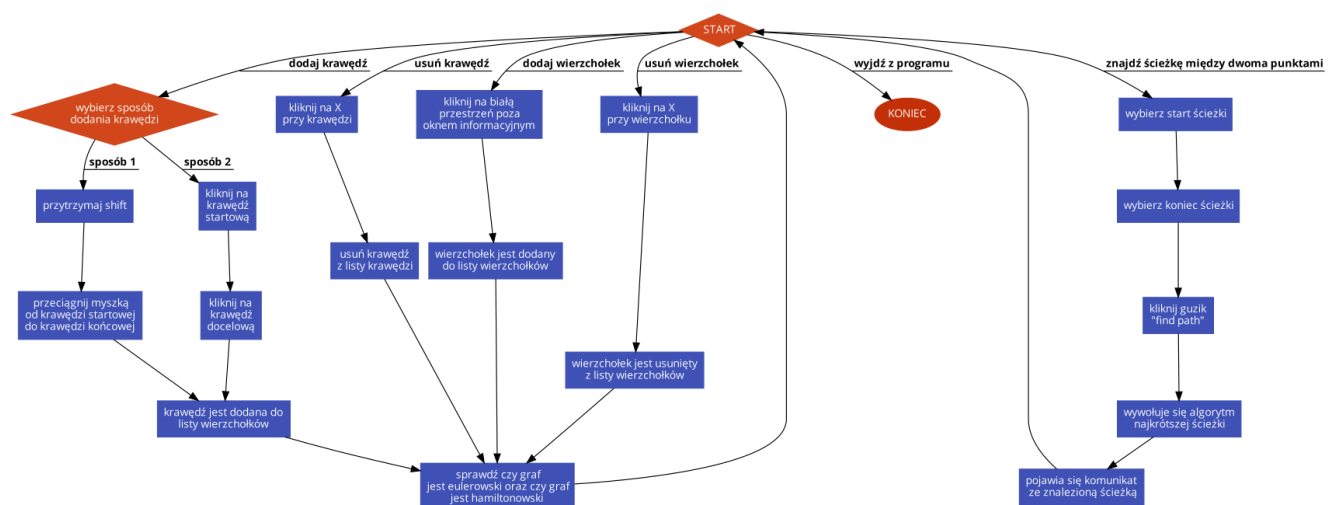 START
dodaj krawędź
usuń krawędź
dodaj wierzchołek
usuń wierzchołek
wyjdź z programu
znajdź ścieżkę między dwoma punktami
wybierz sposób
dodania krawędzi
kliknij na X
przy krawędzi
kliknij na białą
przestrzeń poza
oknem informacyjnym
kliknij na X
przy wierzchołku
KONIEC
wybierz start ścieżki
sposób 1
sposób 2
przytrzymaj shift
kliknij na
krawędź
startową
wybierz koniec ścieżki
usuń krawędź
z listy krawędzi
wierzchołek jest dodany
do listy wierzchołków
przeciągnij myszką
od krawędzi startowej
do krawędzi końcowej
kliknij na
krawędź
docelową
kliknij guzik
"find path"
wierzchołek jest usunięty
z listy wierzchołków
krawędź jest dodana do
listy wierzchołków
wywołuje się algorytm
najkrótszej ścieżki
sprawdź czy graf
jest eulerowski oraz czy graf
jest hamiltonowski
pojawia się komunikat
ze znalezioną ścieżką